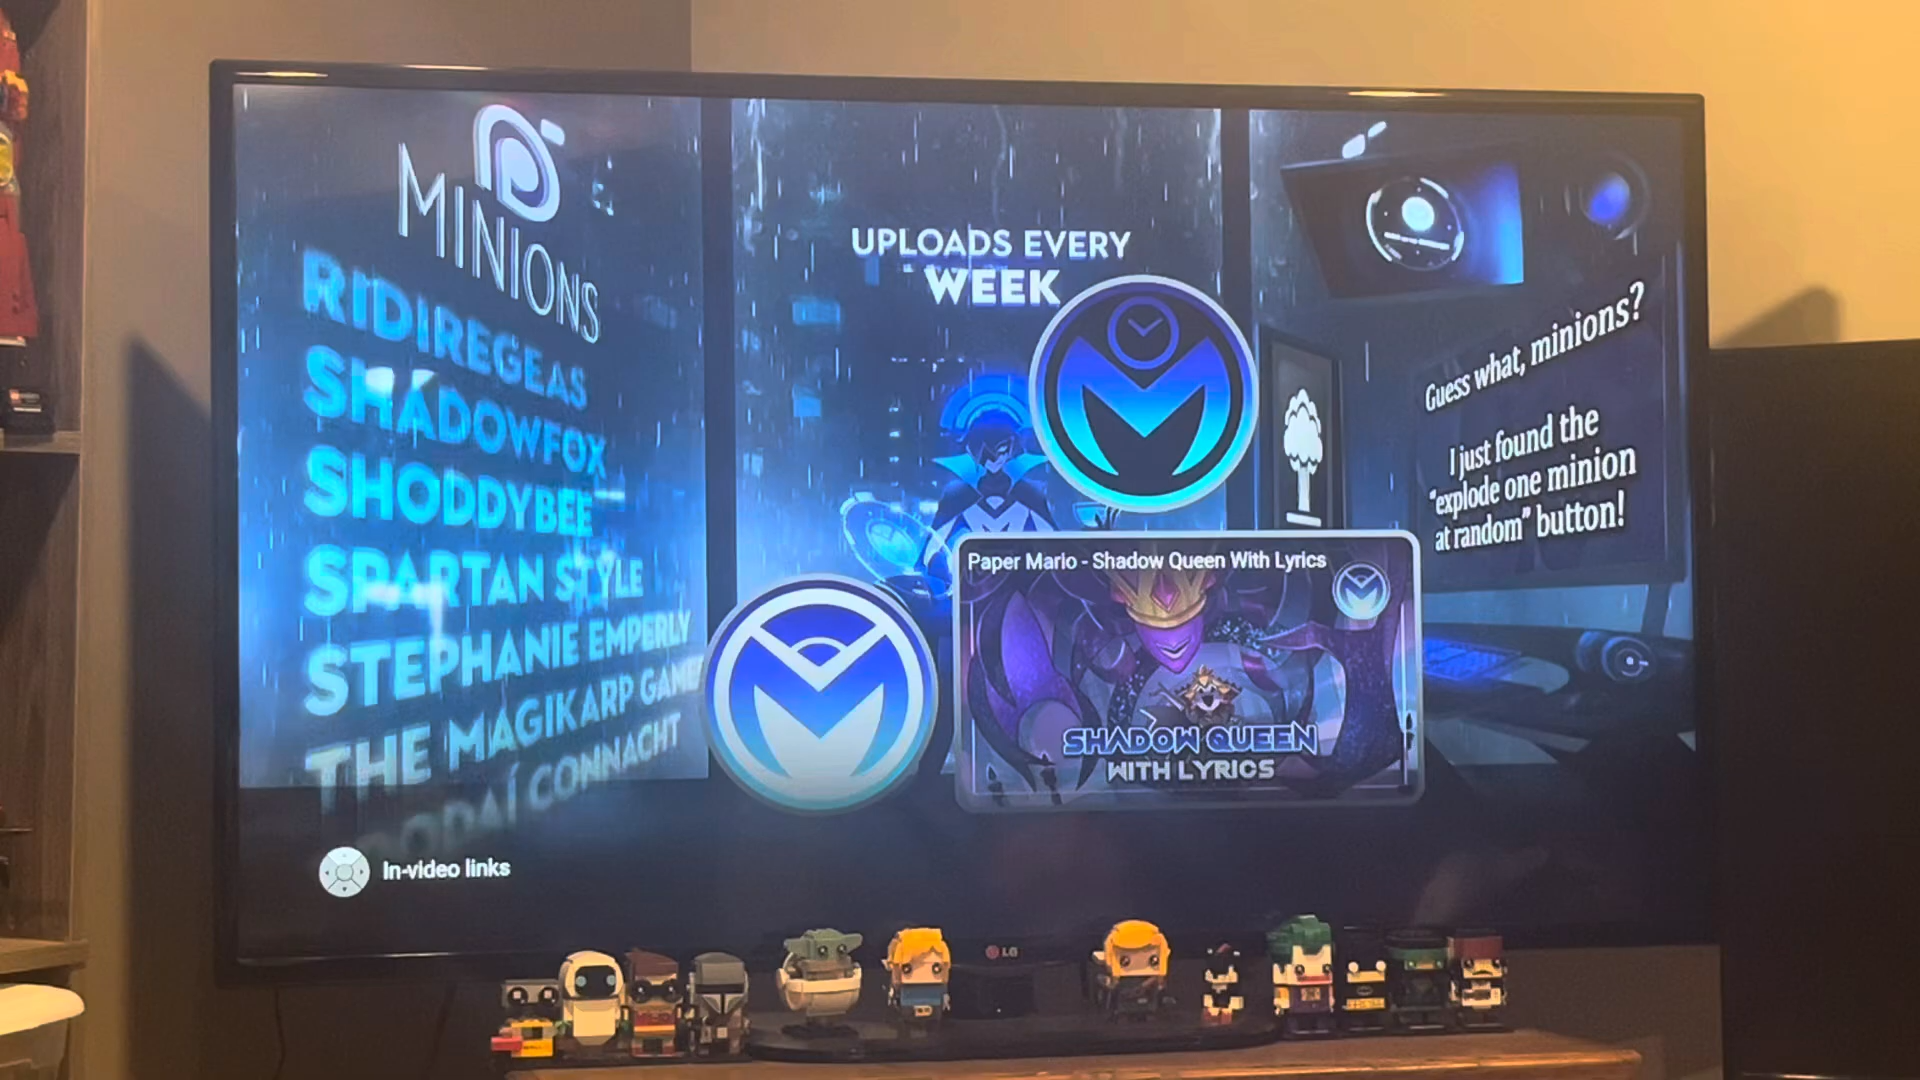 MINIONS
RIDIREGEAS
SHADOWFOX
SHODDYBEE
SPARTAN STYLE
STEPHANIE EMPERLY
THE MAGIKARP GAME
CONNACHT
UPLOADS EVERY
WEEK
Guess what, minions?
I just found the
"explode one minion
at random" button!
Paper Mario - Shadow Queen With Lyrics
SHADOW QUEEN
WITH LYRICS
In-video links
LG